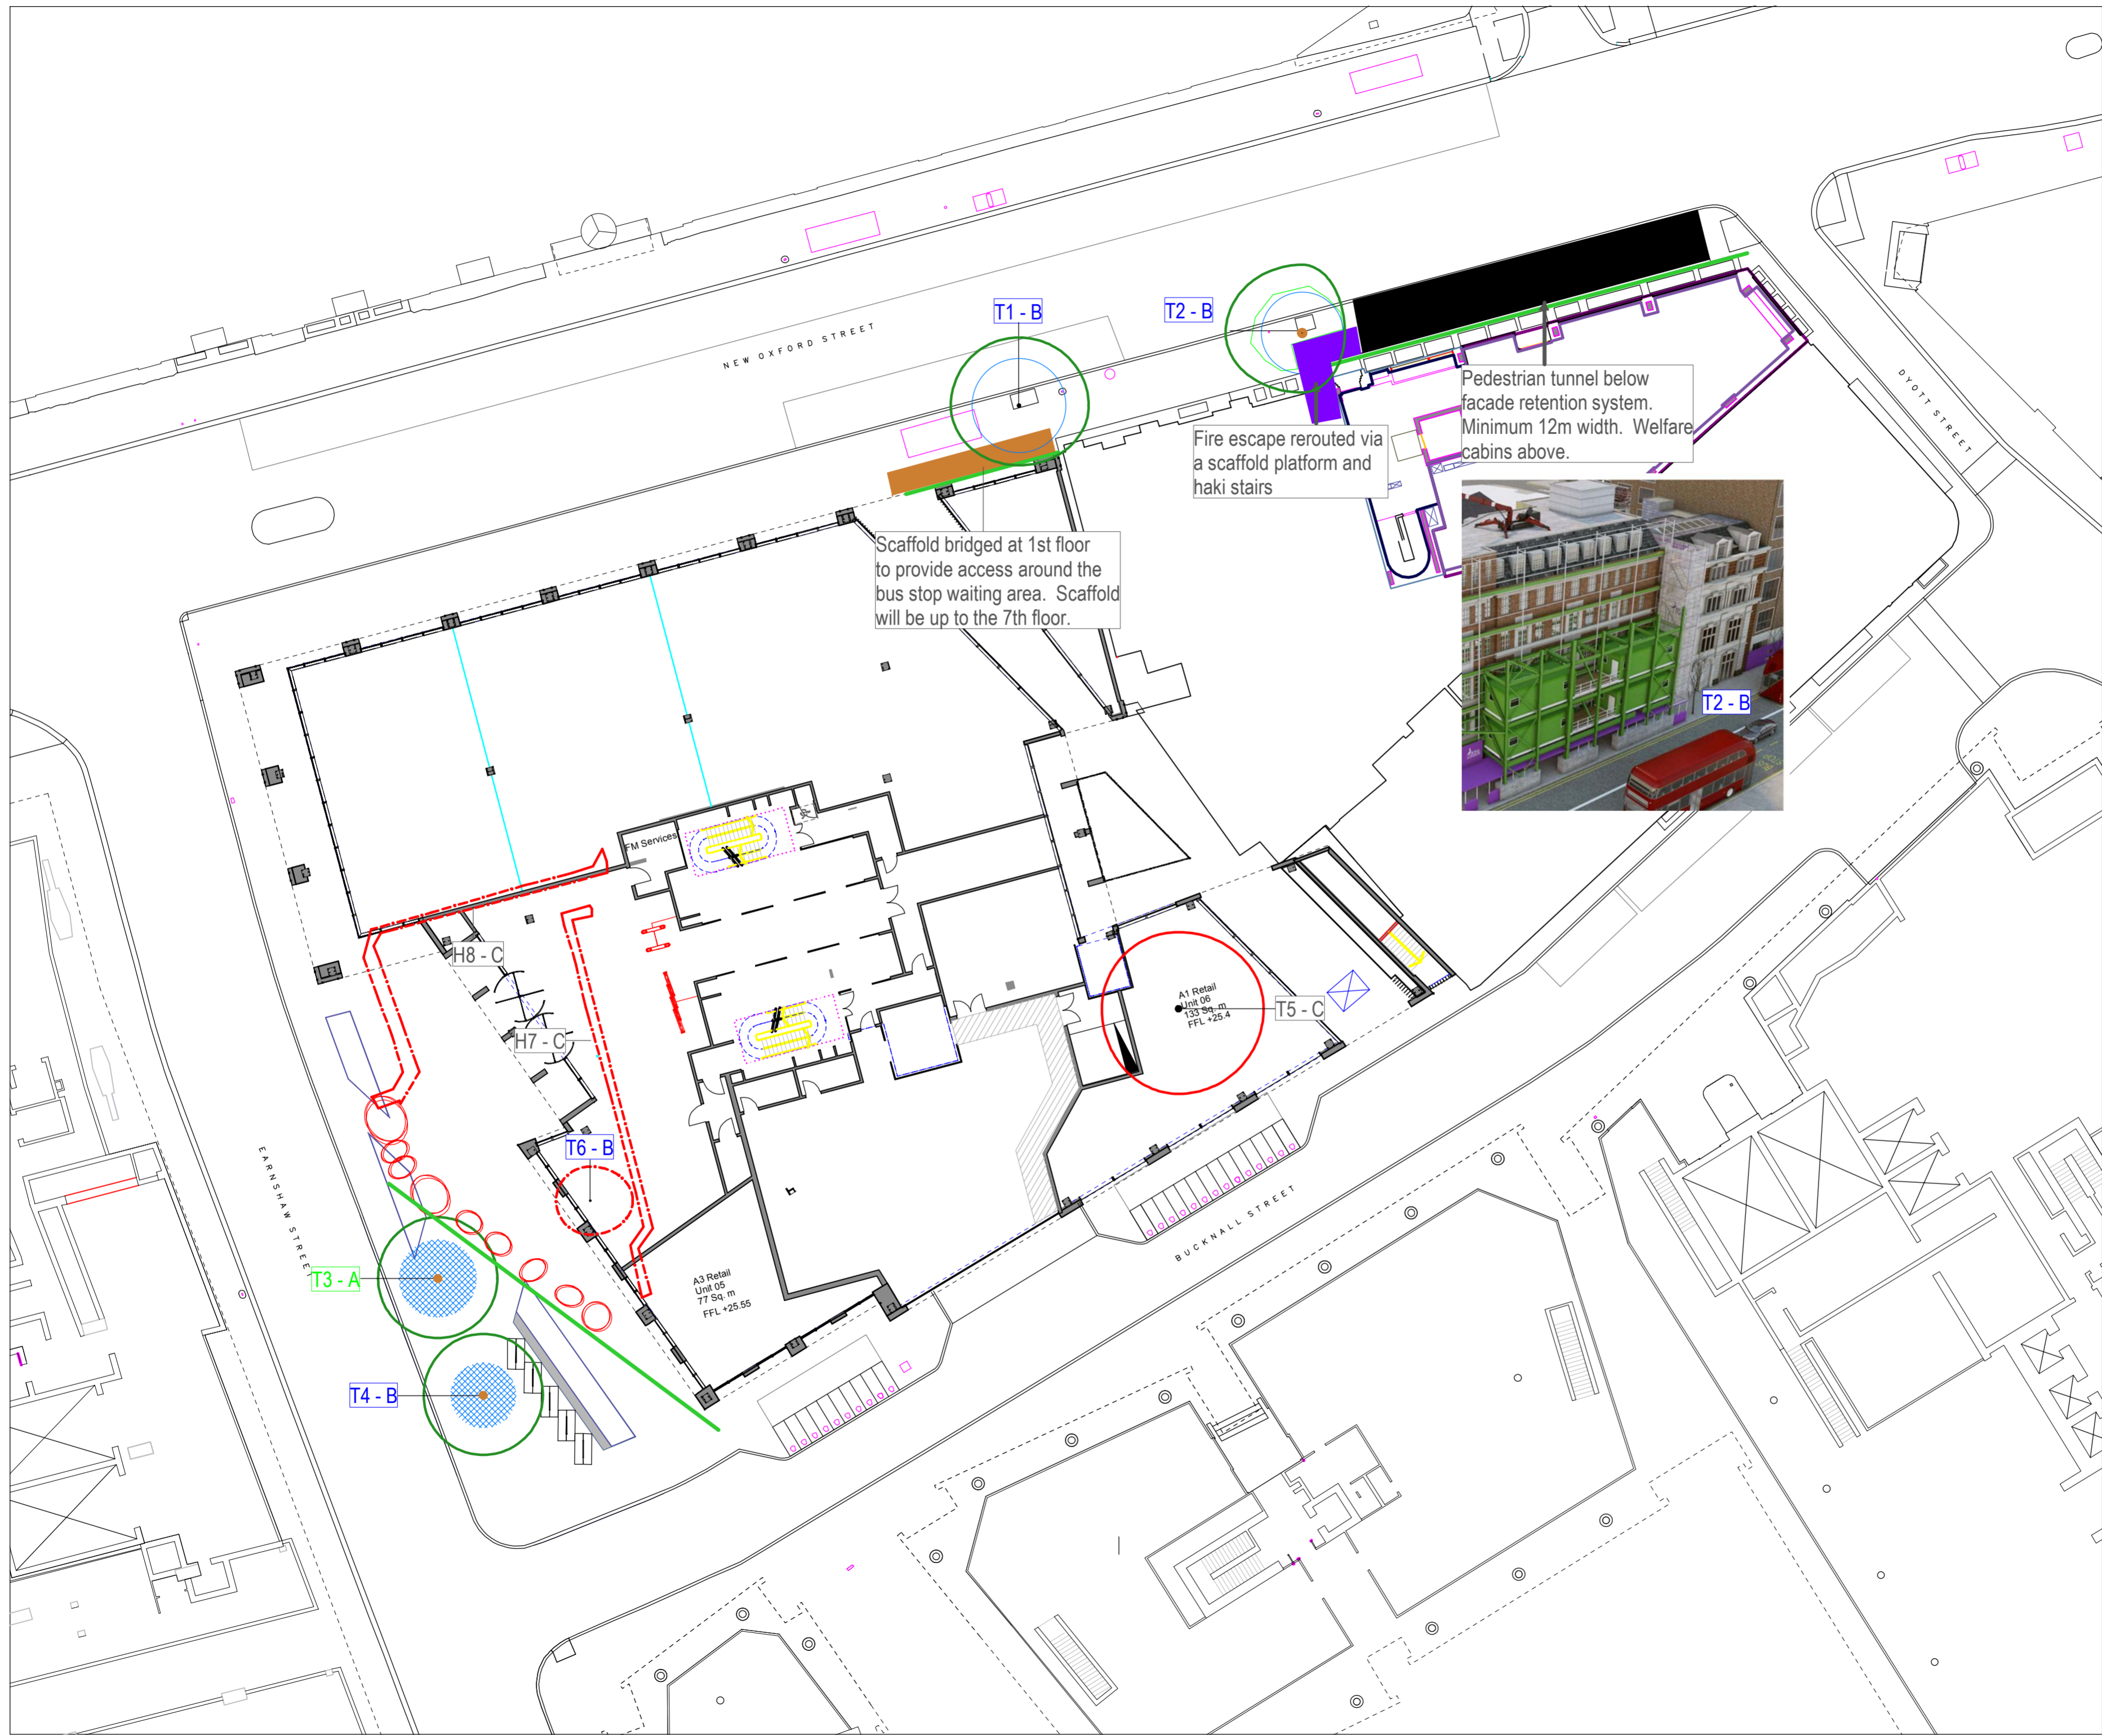 NEW OXFORD STREET
T1 - B
T2 - B
Pedestrian tunnel below
facade retention system.
Minimum 12m width. Welfare
cabins above.
DYOTT STREET
Fire escape rerouted via
a scaffold platform and
haki stairs
Scaffold bridged at 1st floor
to provide access around the
bus stop waiting area. Scaffold
will be up to the 7th floor.
T2 - B
FM Services
H8 - C
H7 - C
A1 Retail
Unit 06
133 Sq. m
FFL +25.4
T5 - C
T6 - B
EARNSHAW STREET
BUCKNALL STREET
T3 - A
A3 Retail
Unit 05
77 Sq. m
FFL +25.55
T4 - B